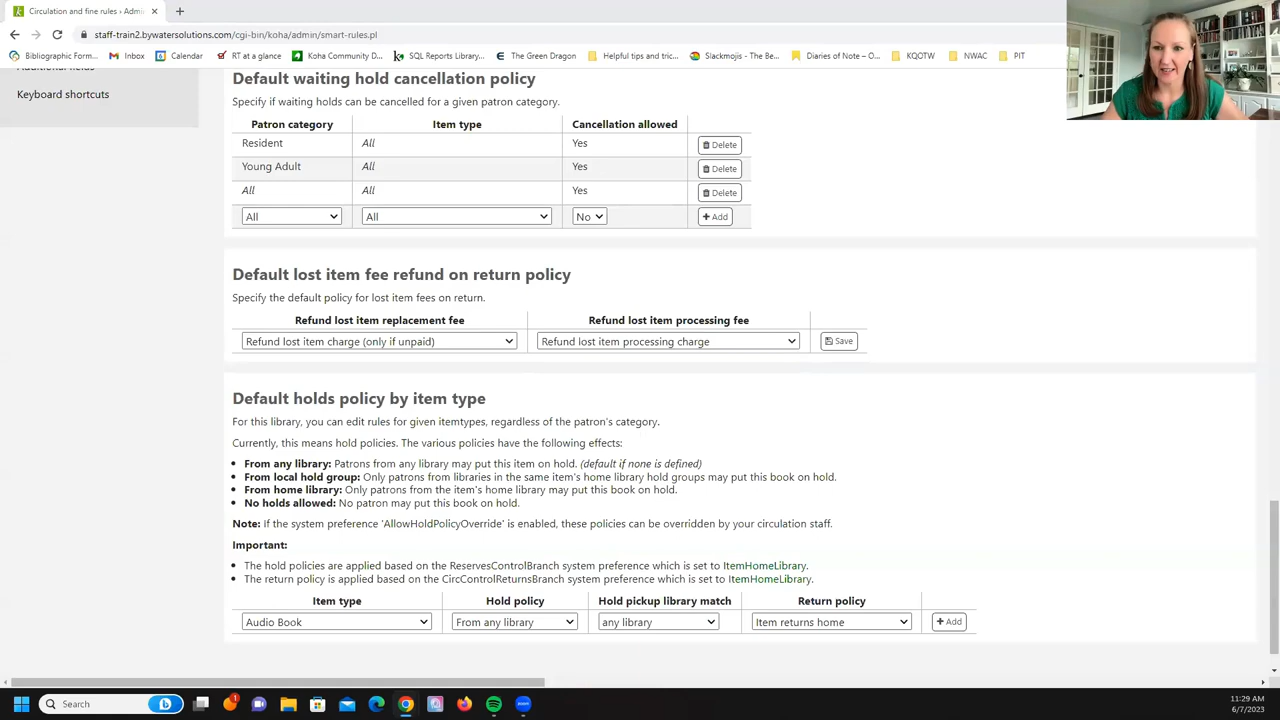 Circulation and fine rules › Admi
staff-train2.bywatersolutions.com/cgi-bin/koha/admin/smart-rules.pl
Bibliographic Form...
Inbox
Calendar
RT at a glance
Koha Community D...
SQL Reports Library...
The Green Dragon
Helpful tips and tric...
Slackmojis - The Be...
Diaries of Note – O...
KQOTW
NWAC
PIT
Additional fields
Keyboard shortcuts
Default waiting hold cancellation policy
Specify if waiting holds can be cancelled for a given patron category.
Patron category Item type Cancellation allowed
Resident All Yes Delete
Young Adult All Yes Delete
All All Yes Delete
All All No + Add
Default lost item fee refund on return policy
Specify the default policy for lost item fees on return.
Refund lost item replacement fee Refund lost item processing fee
Refund lost item charge (only if unpaid) Refund lost item processing charge Save
Default holds policy by item type
For this library, you can edit rules for given itemtypes, regardless of the patron's category.
Currently, this means hold policies. The various policies have the following effects:
• From any library: Patrons from any library may put this item on hold. (default if none is defined)
• From local hold group: Only patrons from libraries in the same item's home library hold groups may put this book on hold.
• From home library: Only patrons from the item's home library may put this book on hold.
• No holds allowed: No patron may put this book on hold.
Note: if the system preference 'AllowHoldPolicyOverride' is enabled, these policies can be overridden by your circulation staff.
Important:
• The hold policies are applied based on the ReservesControlBranch system preference which is set to ItemHomeLibrary.
• The return policy is applied based on the CircControlReturnsBranch system preference which is set to ItemHomeLibrary.
Item type Hold policy Hold pickup library match Return policy
Audio Book From any library any library Item returns home + Add
Search
1
11:29 AM
6/7/2023